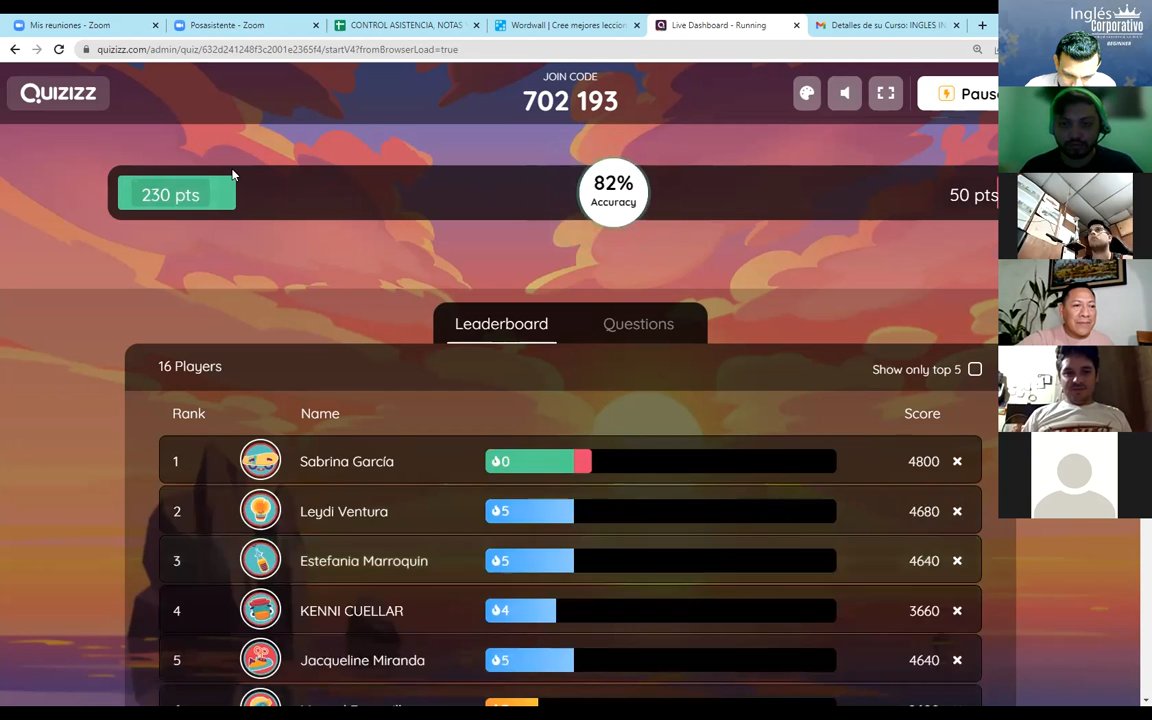 Mis reuniones - Zoom
Posasistente - Zoom
CONTROL ASISTENCIA, NOTAS
Wordwall | Cree mejores leccion
Live Dashboard - Running
Detalles de su Curso: INGLES IN
quizizz.com/admin/quiz/632d241248f3c2001e2365f4/startV4?fromBrowserLoad=true
Inglés
Corporativo
BEGINNER
Quizizz
JOIN CODE
702 193
Pause
230 pts
82%
Accuracy
50 pts
Leaderboard
Questions
16 Players
Show only top 5
Rank
Name
Score
1 Sabrina García 0 4800
2 Leydi Ventura 5 4680
3 Estefania Marroquin 5 4640
4 KENNI CUELLAR 4 3660
5 Jacqueline Miranda 5 4640